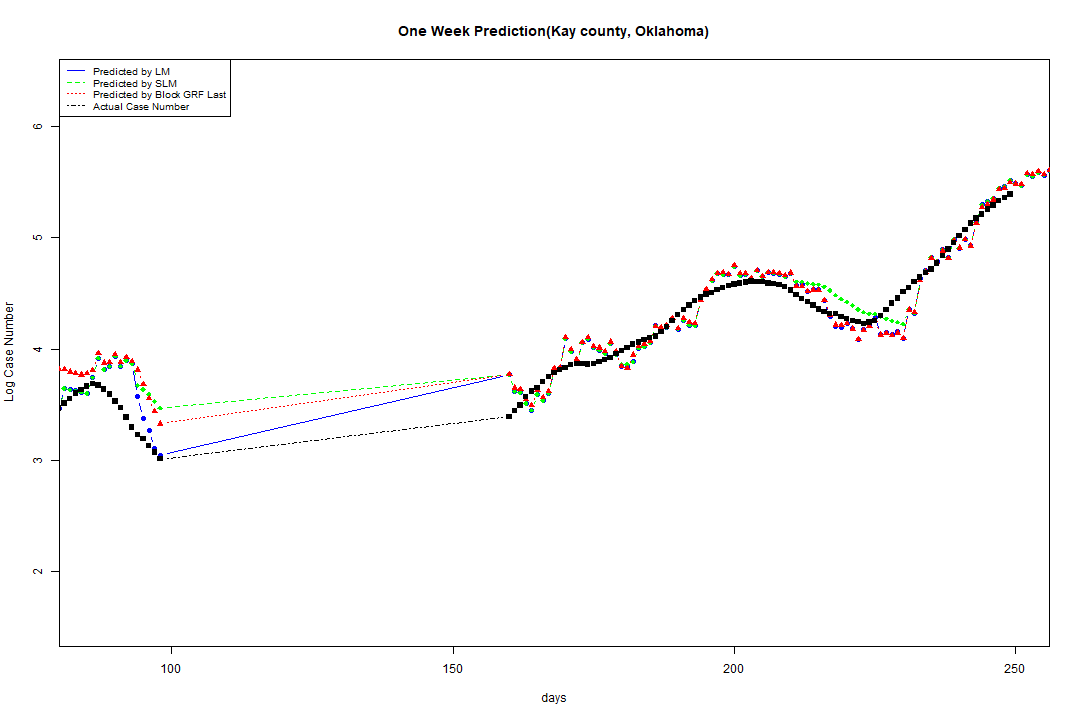 One Week Prediction(Kay county, Oklahoma)
Predicted by LM
Predicted by SLM
Predicted by Block GRF Last
Actual Case Number
Log Case Number
6
5
4
3
2
100 150 200 250
days